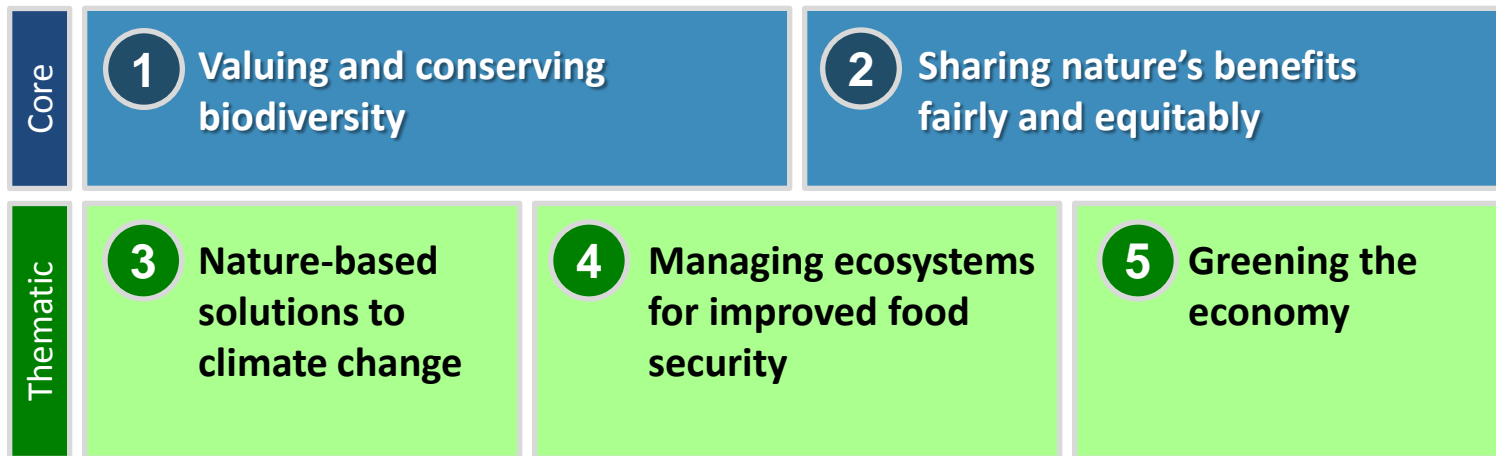 Core
1
Valuing and conserving
biodiversity
2
Sharing nature’s benefits
fairly and equitably
Thematic
3
Nature-based
solutions to
climate change
4
Managing ecosystems
for improved food
security
5
Greening the
economy